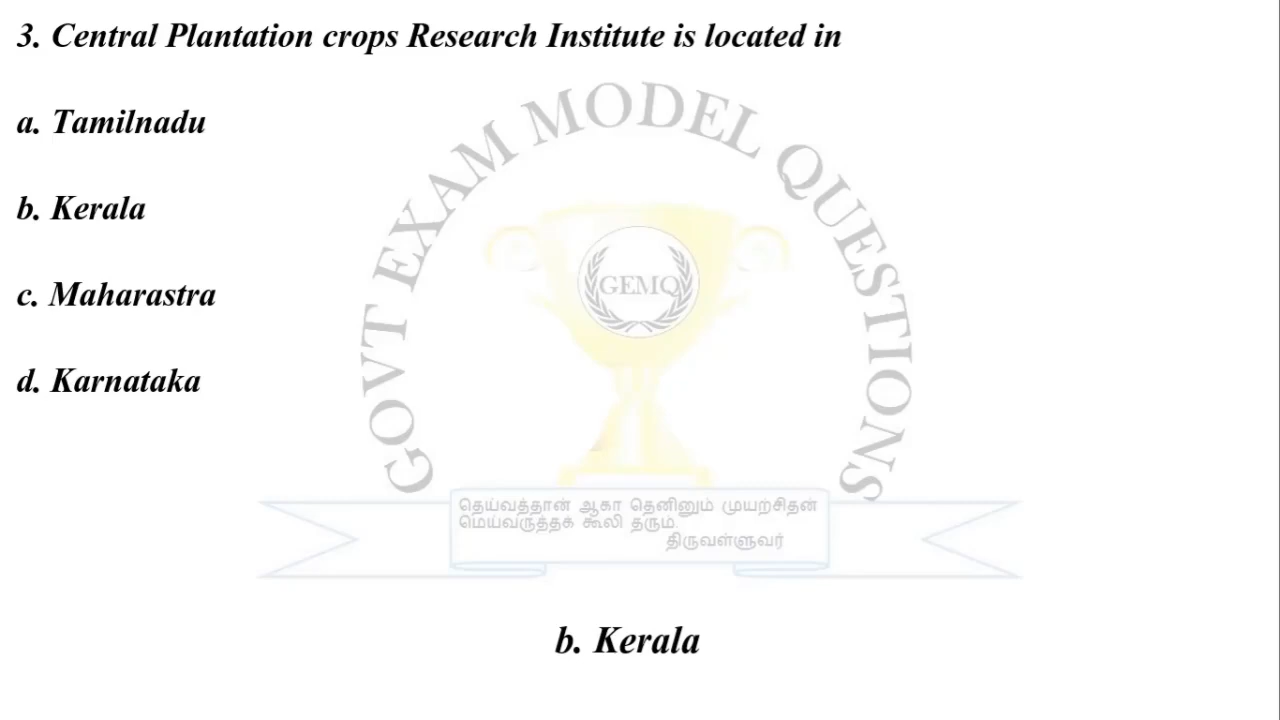 3. Central Plantation crops Research Institute is located in
a. Tamilnadu
b. Kerala
c. Maharastra
d. Karnataka
GOVT EXAM MODEL QUESTIONS
GEMQ
தெய்வத்தான் ஆகா தெனினும் முயற்சிதன்
மெய்வருத்தக் கூலி தரும்.
திருவள்ளுவர்
b. Kerala